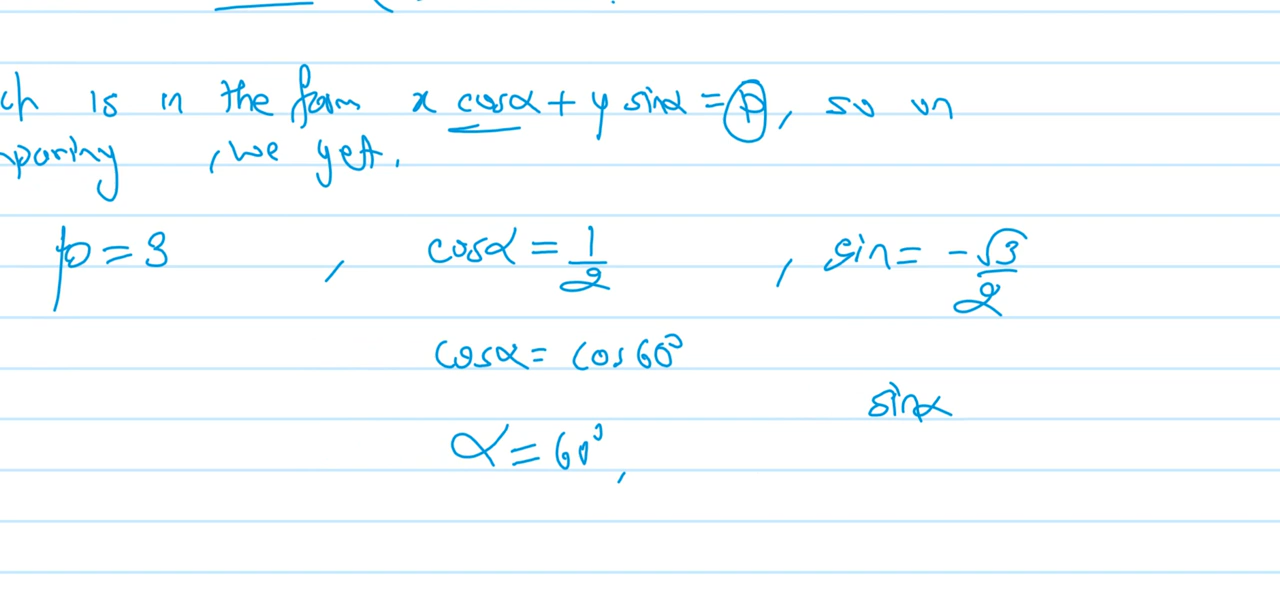 ch is in the form x cosα + y sinα = p, so on
mparing, we get.
p = 3, cosα = 1/2, sin = -√3/2
cosα = cos 60°
sinα
α = 60°,